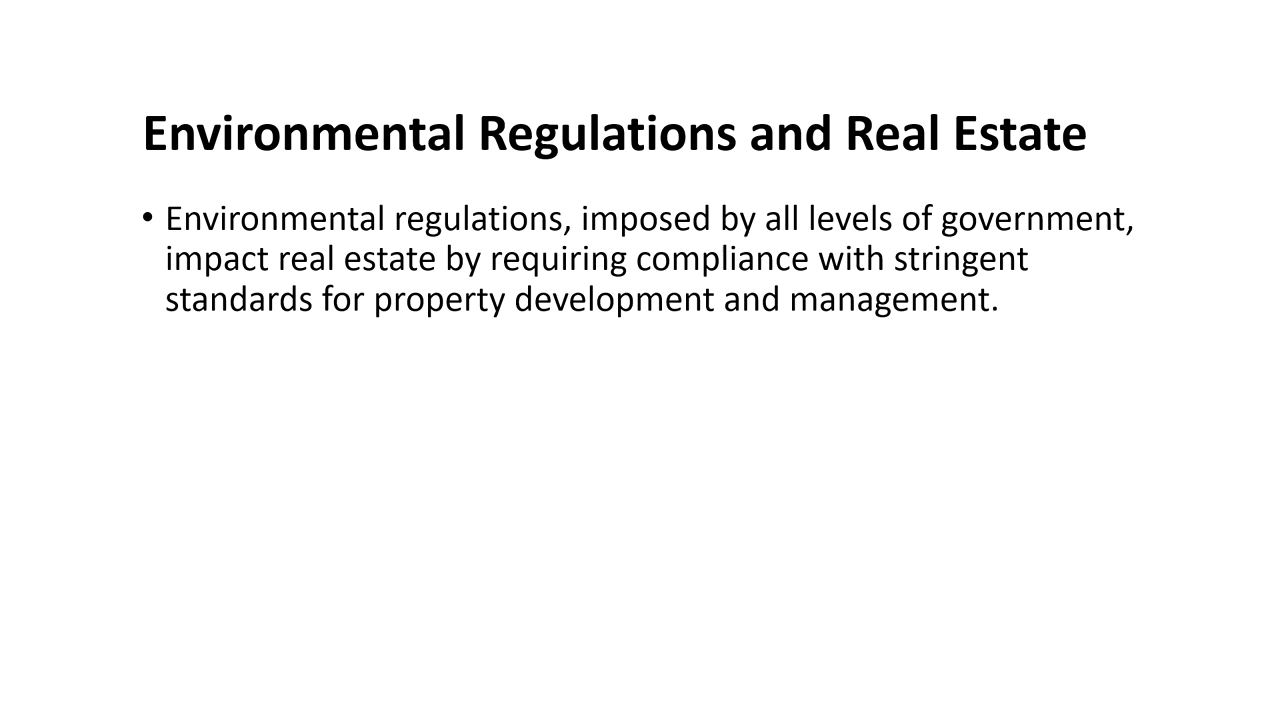 Environmental Regulations and Real Estate
• Environmental regulations, imposed by all levels of government,
impact real estate by requiring compliance with stringent
standards for property development and management.